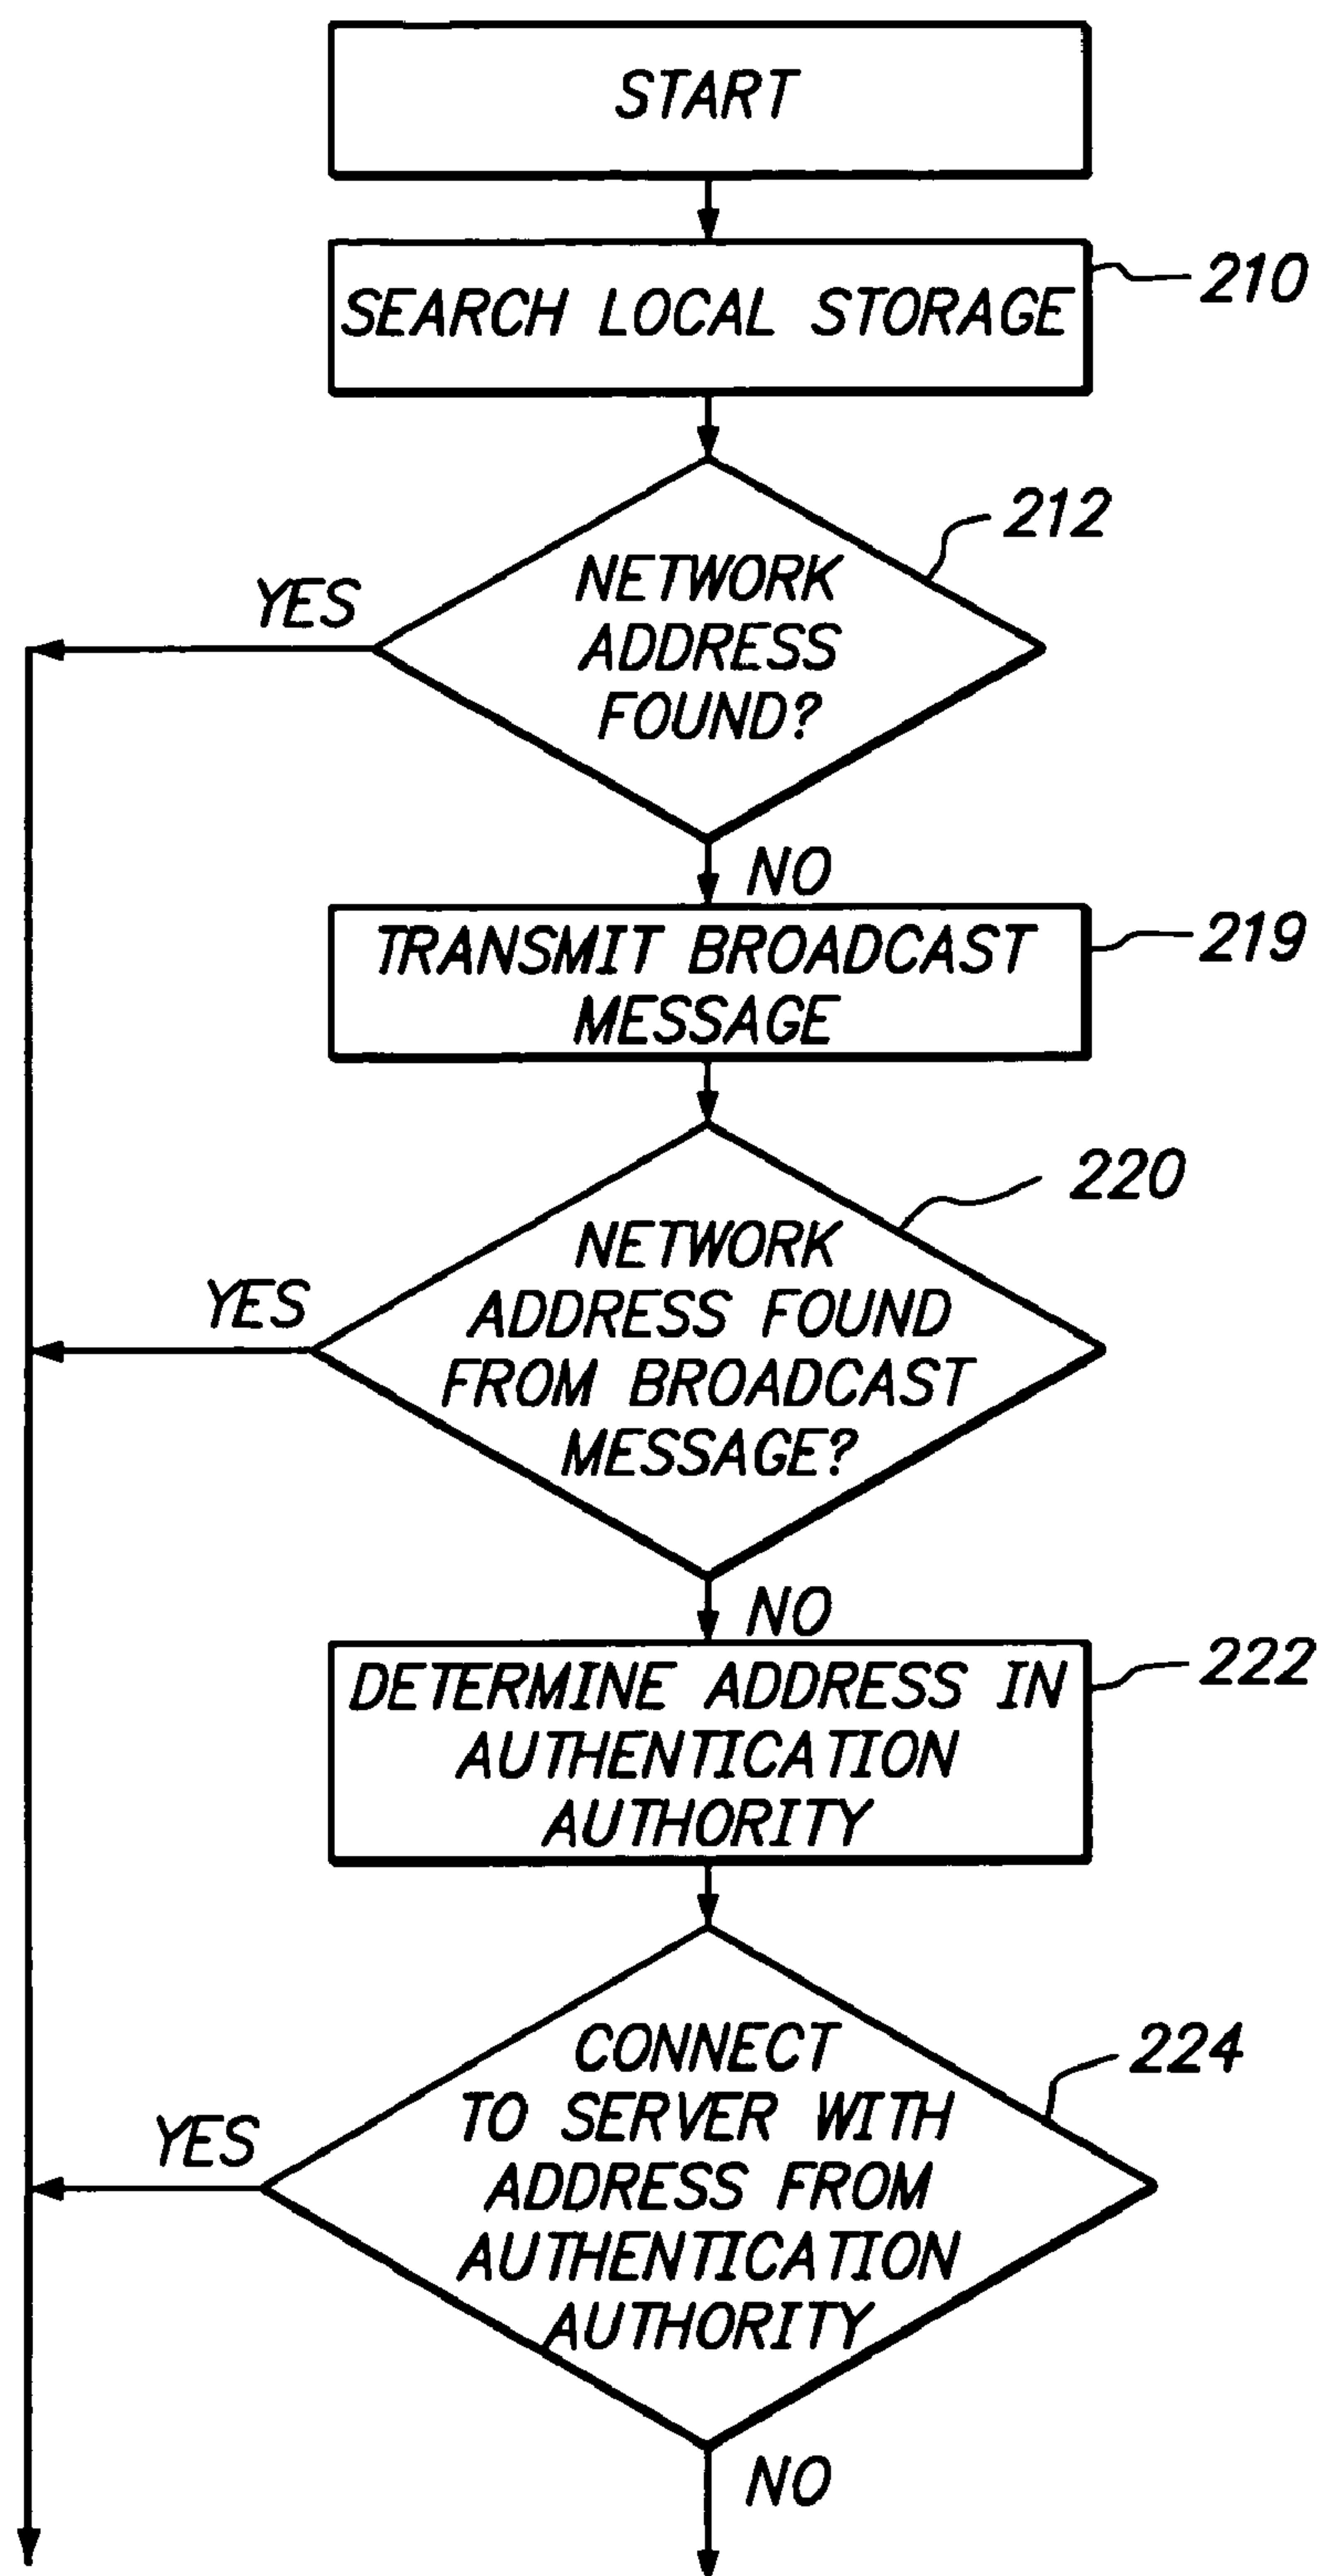 START
SEARCH LOCAL STORAGE
210
212
NETWORK
ADDRESS
FOUND?
YES
NO
TRANSMIT BROADCAST
MESSAGE
219
220
NETWORK
ADDRESS FOUND
FROM BROADCAST
MESSAGE?
YES
NO
DETERMINE ADDRESS IN
AUTHENTICATION
AUTHORITY
222
CONNECT
TO SERVER WITH
ADDRESS FROM
AUTHENTICATION
AUTHORITY
224
YES
NO